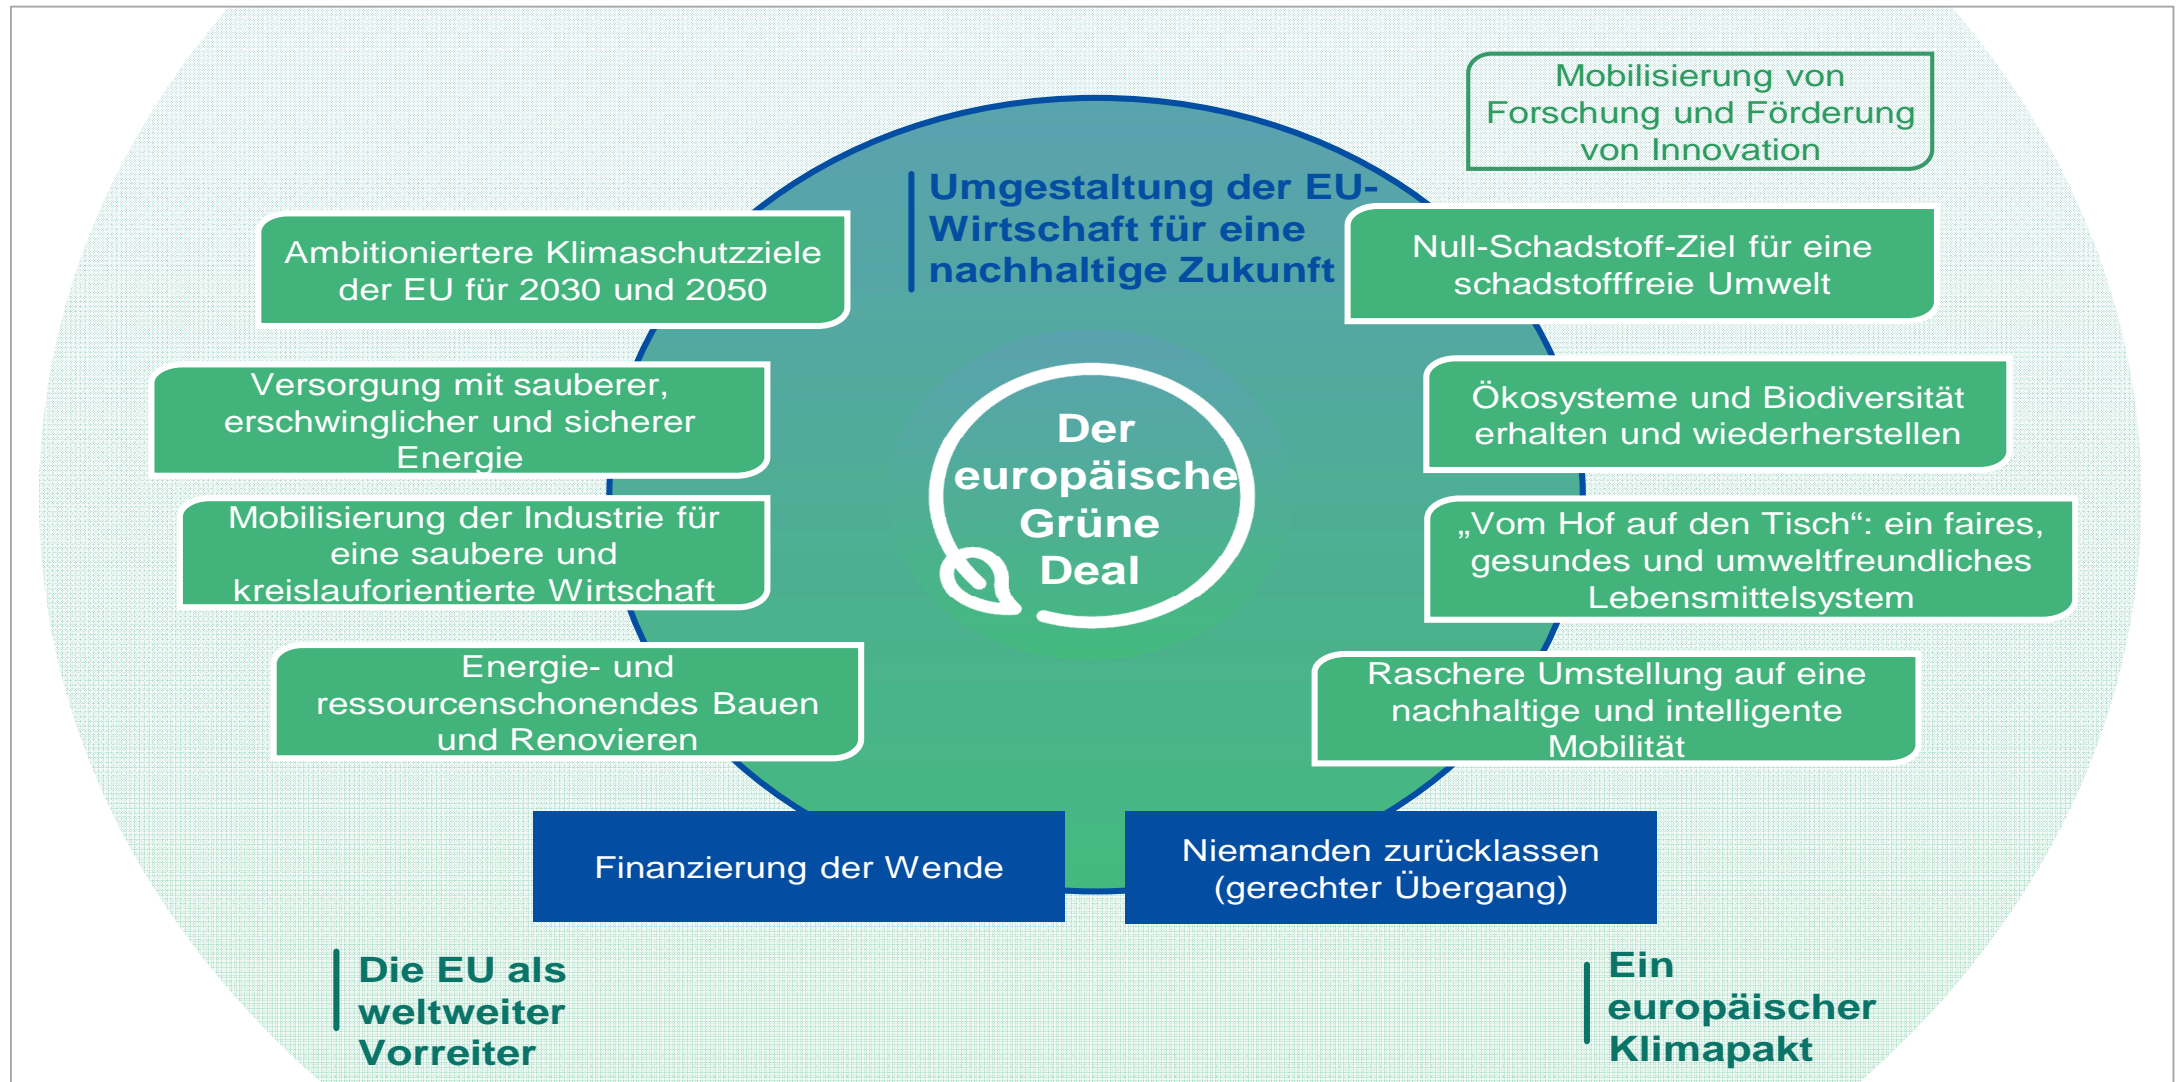 Mobilisierung von
Forschung und Förderung
von Innovation
Umgestaltung der EU-
Wirtschaft für eine
nachhaltige Zukunft
Ambitioniertere Klimaschutzziele
der EU für 2030 und 2050
Null-Schadstoff-Ziel für eine
schadstofffreie Umwelt
Versorgung mit sauberer,
erschwinglicher und sicherer
Energie
Ökosysteme und Biodiversität
erhalten und wiederherstellen
Der
europäische
Grüne
Deal
Mobilisierung der Industrie für
eine saubere und
kreislauforientierte Wirtschaft
„Vom Hof auf den Tisch“: ein faires,
gesundes und umweltfreundliches
Lebensmittelsystem
Energie- und
ressourcenschonendes Bauen
und Renovieren
Raschere Umstellung auf eine
nachhaltige und intelligente
Mobilität
Finanzierung der Wende
Niemanden zurücklassen
(gerechter Übergang)
Die EU als
weltweiter
Vorreiter
Ein
europäischer
Klimapakt